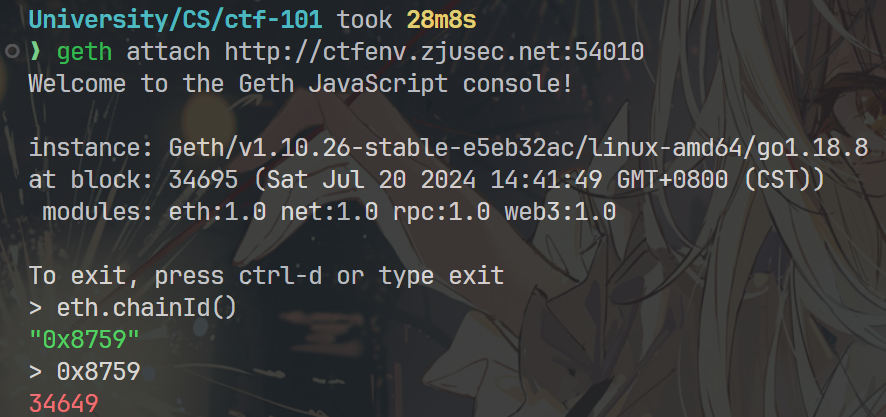 University/CS/ctf-101 took 28m8s
❱ geth attach http://ctfenv.zjusec.net:54010
Welcome to the Geth JavaScript console!
instance: Geth/v1.10.26-stable-e5eb32ac/linux-amd64/go1.18.8
at block: 34695 (Sat Jul 20 2024 14:41:49 GMT+0800 (CST))
modules: eth:1.0 net:1.0 rpc:1.0 web3:1.0
To exit, press ctrl-d or type exit
> eth.chainId()
"0x8759"
> 0x8759
34649